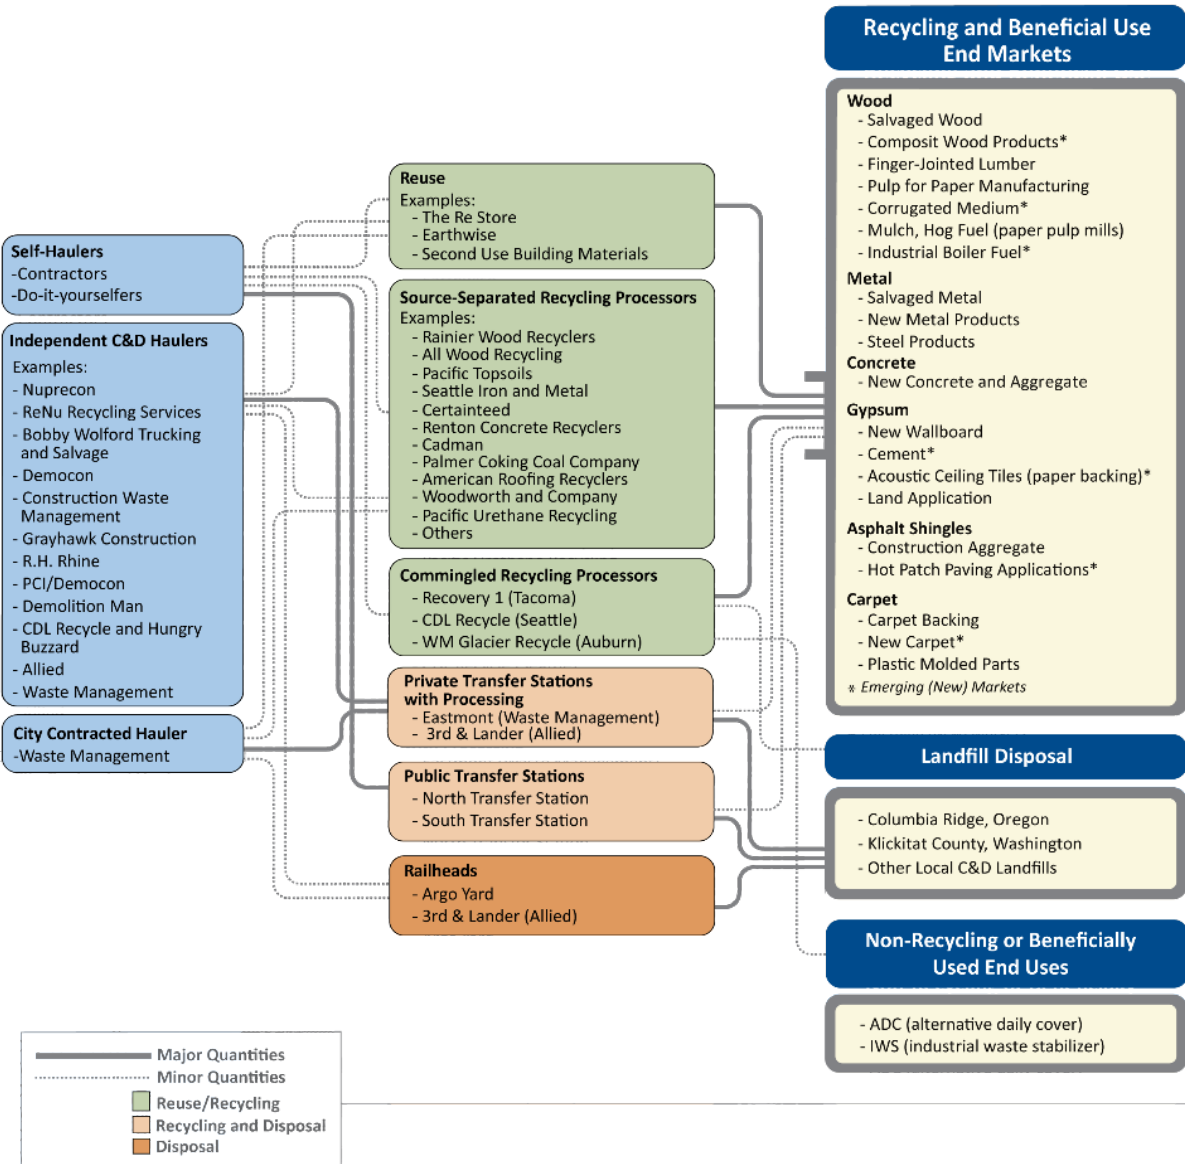 Recycling and Beneficial Use
End Markets
Wood
- Salvaged Wood
- Composit Wood Products*
- Finger-Jointed Lumber
- Pulp for Paper Manufacturing
- Corrugated Medium*
- Mulch, Hog Fuel (paper pulp mills)
- Industrial Boiler Fuel*
Metal
- Salvaged Metal
- New Metal Products
- Steel Products
Concrete
- New Concrete and Aggregate
Gypsum
- New Wallboard
- Cement*
- Acoustic Ceiling Tiles (paper backing)*
- Land Application
Asphalt Shingles
- Construction Aggregate
- Hot Patch Paving Applications*
Carpet
- Carpet Backing
- New Carpet*
- Plastic Molded Parts
* Emerging (New) Markets
Reuse
Examples:
- The Re Store
- Earthwise
- Second Use Building Materials
Self-Haulers
-Contractors
-Do-it-yourselfers
Source-Separated Recycling Processors
Examples:
- Rainier Wood Recyclers
- All Wood Recycling
- Pacific Topsoils
- Seattle Iron and Metal
- Certainteed
- Renton Concrete Recyclers
- Cadman
- Palmer Coking Coal Company
- American Roofing Recyclers
- Woodworth and Company
- Pacific Urethane Recycling
- Others
Independent C&D Haulers
Examples:
- Nuprecon
- ReNu Recycling Services
- Bobby Wolford Trucking
and Salvage
- Democon
- Construction Waste
Management
- Grayhawk Construction
- R.H. Rhine
- PCI/Democon
- Demolition Man
- CDL Recycle and Hungry
Buzzard
- Allied
- Waste Management
Commingled Recycling Processors
- Recovery 1 (Tacoma)
- CDL Recycle (Seattle)
- WM Glacier Recycle (Auburn)
Private Transfer Stations
with Processing
- Eastmont (Waste Management)
- 3rd & Lander (Allied)
City Contracted Hauler
-Waste Management
Public Transfer Stations
- North Transfer Station
- South Transfer Station
Landfill Disposal
- Columbia Ridge, Oregon
- Klickitat County, Washington
- Other Local C&D Landfills
Railheads
- Argo Yard
- 3rd & Lander (Allied)
Non-Recycling or Beneficially
Used End Uses
- ADC (alternative daily cover)
- IWS (industrial waste stabilizer)
Major Quantities
Minor Quantities
Reuse/Recycling
Recycling and Disposal
Disposal